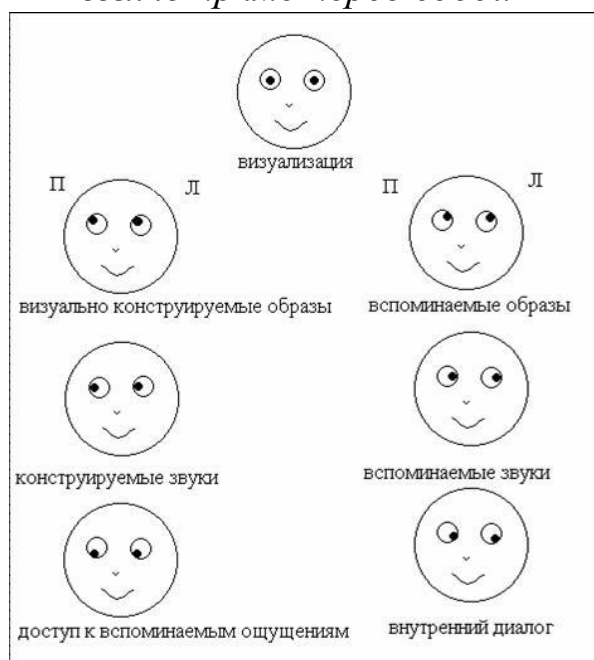 визуализация
П Л П Л
визуально конструируемые образы вспоминаемые образы
конструируемые звуки вспоминаемые звуки
доступ к вспоминаемым ощущениям внутренний диалог